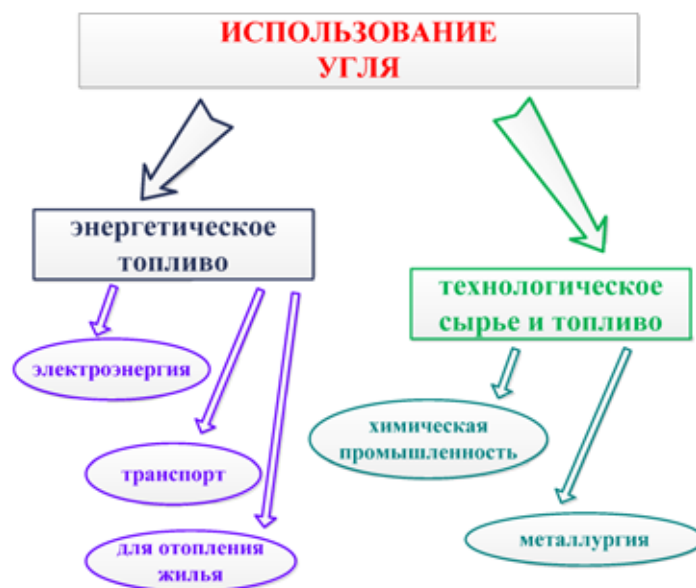 ИСПОЛЬЗОВАНИЕ
УГЛЯ
энергетическое
топливо
технологическое
сырье и топливо
электроэнергия
транспорт
для отопления
жилья
химическая
промышленность
металлургия